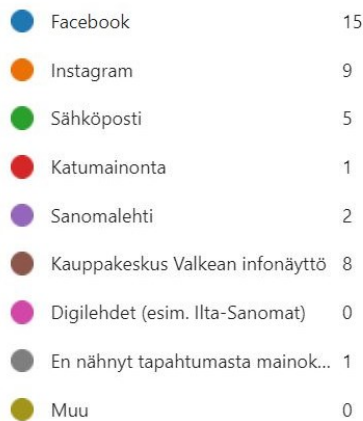 Facebook 15
Instagram 9
Sähköposti 5
Katumainonta 1
Sanomalehti 2
Kauppakeskus Valkean infonäyttö 8
Digilehdet (esim. Ilta-Sanomat) 0
En nähnyt tapahtumasta mainok... 1
Muu 0